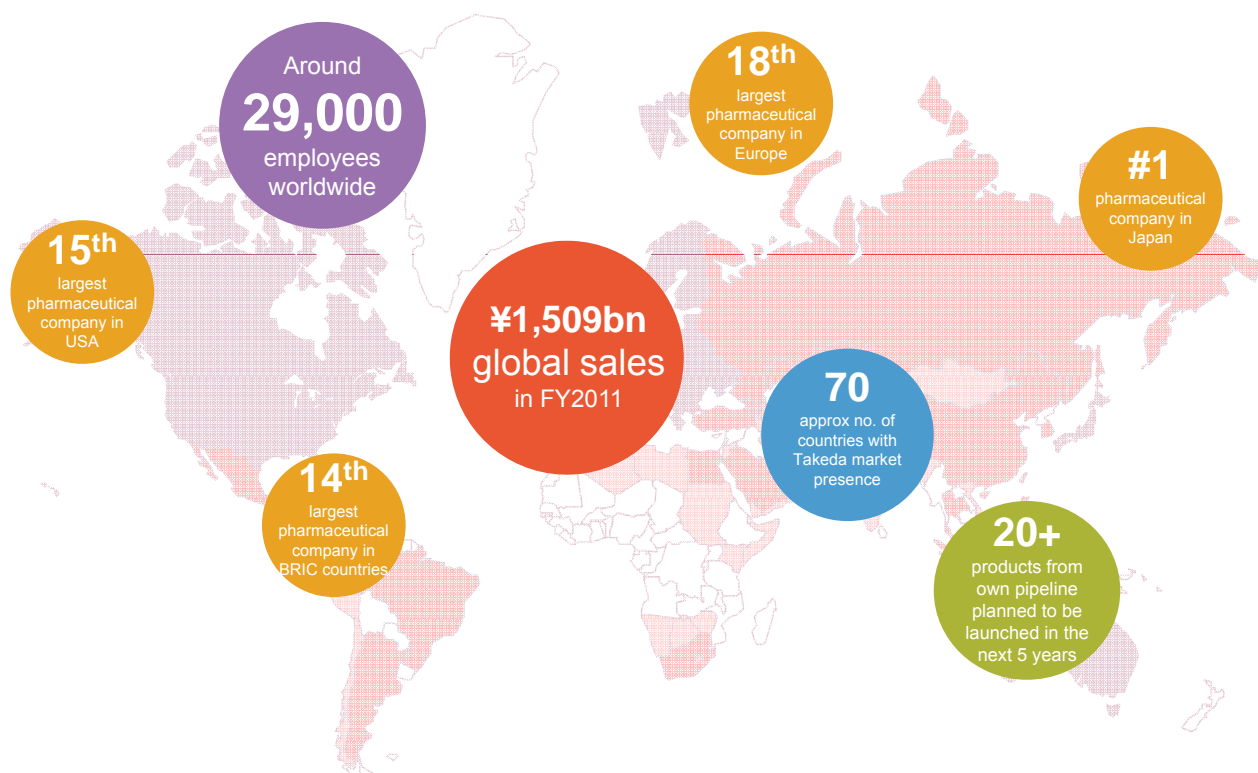 Around
29,000
employees
worldwide
18th
largest
pharmaceutical
company in
Europe
#1
pharmaceutical
company in
Japan
15th
largest
pharmaceutical
company in
USA
¥1,509bn
global sales
in FY2011
70
approx no. of
countries with
Takeda market
presence
14th
largest
pharmaceutical
company in
BRIC countries
20+
products from
own pipeline
planned to be
launched in the
next 5 years